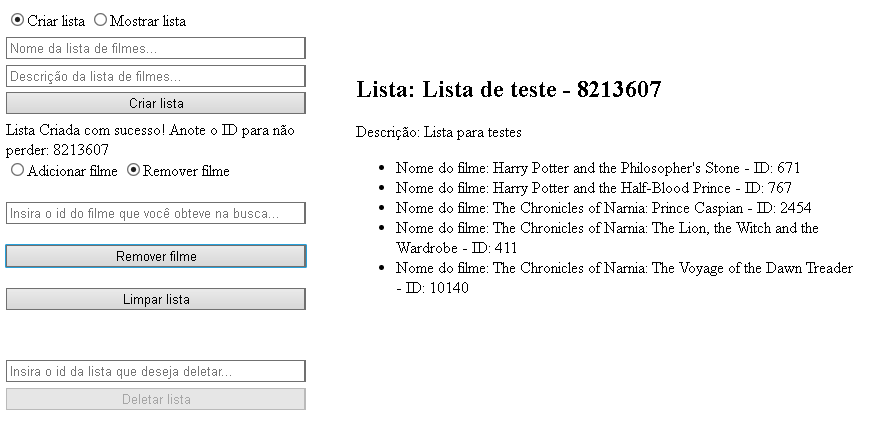 Criar lista Mostrar lista
Nome da lista de filmes...
Descrição da lista de filmes...
Criar lista
Lista Criada com sucesso! Anote o ID para não
perder: 8213607
Adicionar filme Remover filme
Insira o id do filme que você obteve na busca...
Remover filme
Limpar lista
Insira o id da lista que deseja deletar...
Deletar lista
Lista: Lista de teste - 8213607
Descrição: Lista para testes
Nome do filme: Harry Potter and the Philosopher's Stone - ID: 671
Nome do filme: Harry Potter and the Half-Blood Prince - ID: 767
Nome do filme: The Chronicles of Narnia: Prince Caspian - ID: 2454
Nome do filme: The Chronicles of Narnia: The Lion, the Witch and the
Wardrobe - ID: 411
Nome do filme: The Chronicles of Narnia: The Voyage of the Dawn Treader
- ID: 10140